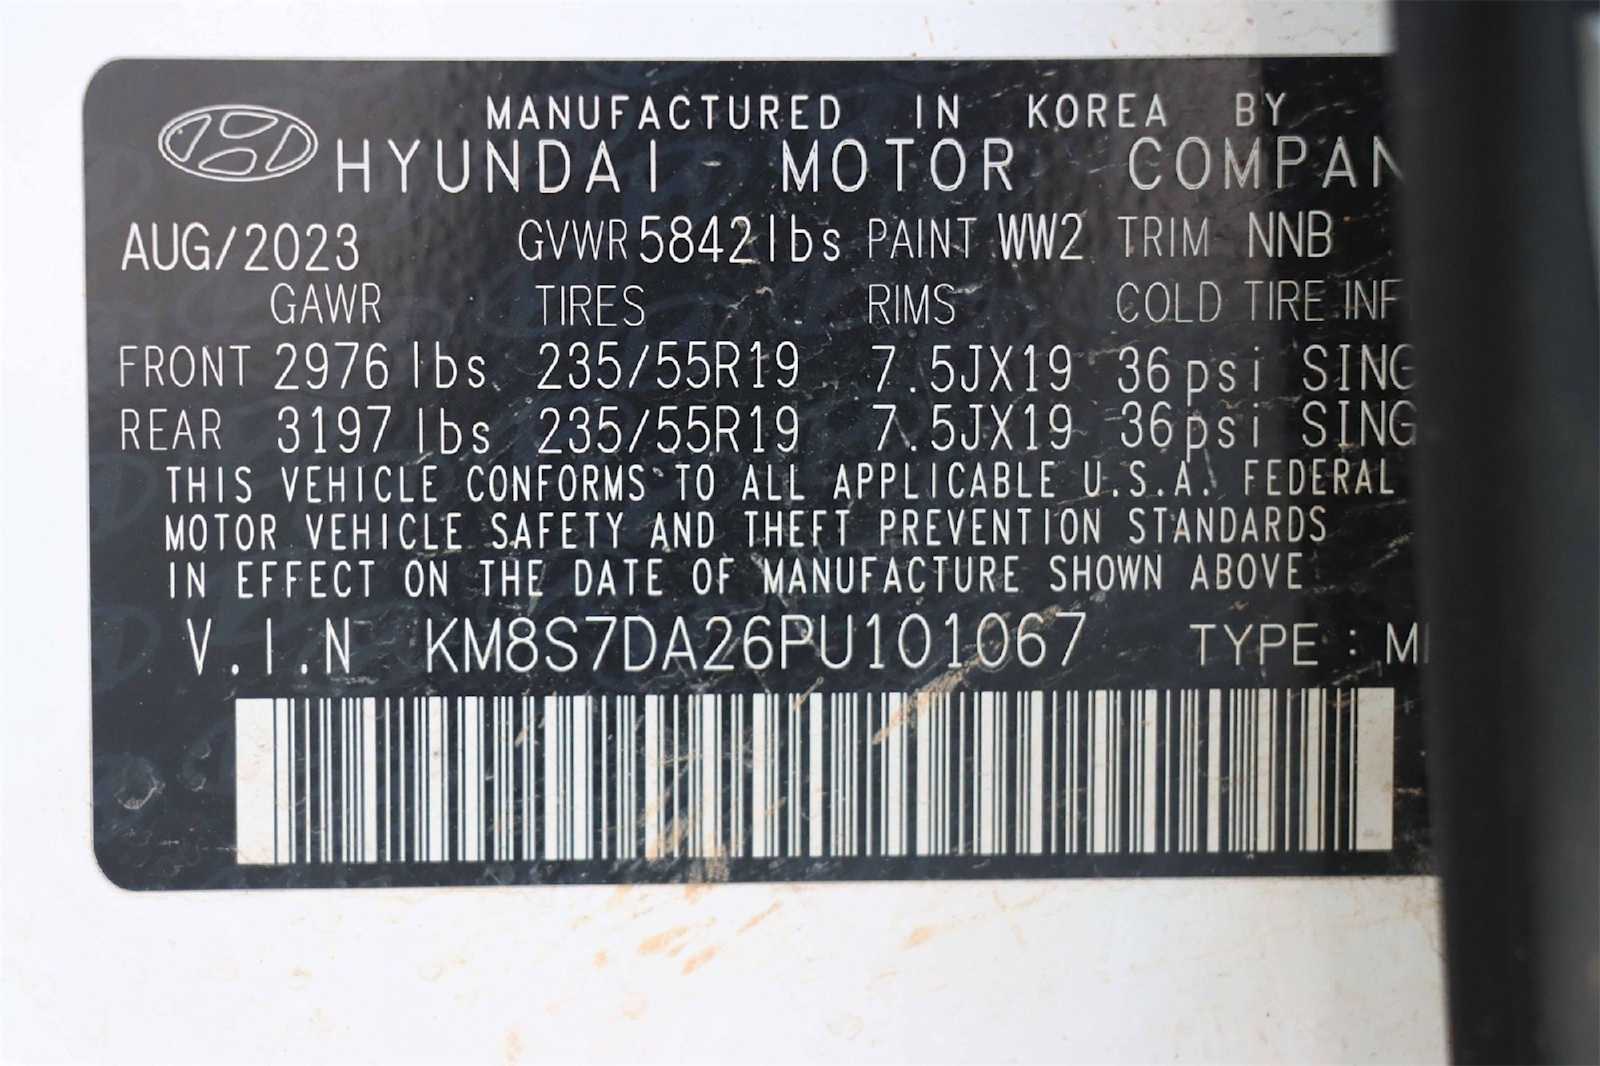 MANUFACTURED IN KOREA BY
HYUNDAI MOTOR COMPAN
AUG/2023 GVWR 5842lbs PAINT WW2 TRIM NNB
GAWR TIRES RIMS COLD TIRE INF
FRONT 2976 lbs 235/55R19 7.5JX19 36psi SING
REAR 3197 lbs 235/55R19 7.5JX19 36psi SING
THIS VEHICLE CONFORMS TO ALL APPLICABLE U.S.A. FEDERAL
MOTOR VEHICLE SAFETY AND THEFT PREVENTION STANDARDS
IN EFFECT ON THE DATE OF MANUFACTURE SHOWN ABOVE
V.I.N KM8S7DA26PU101067 TYPE : M